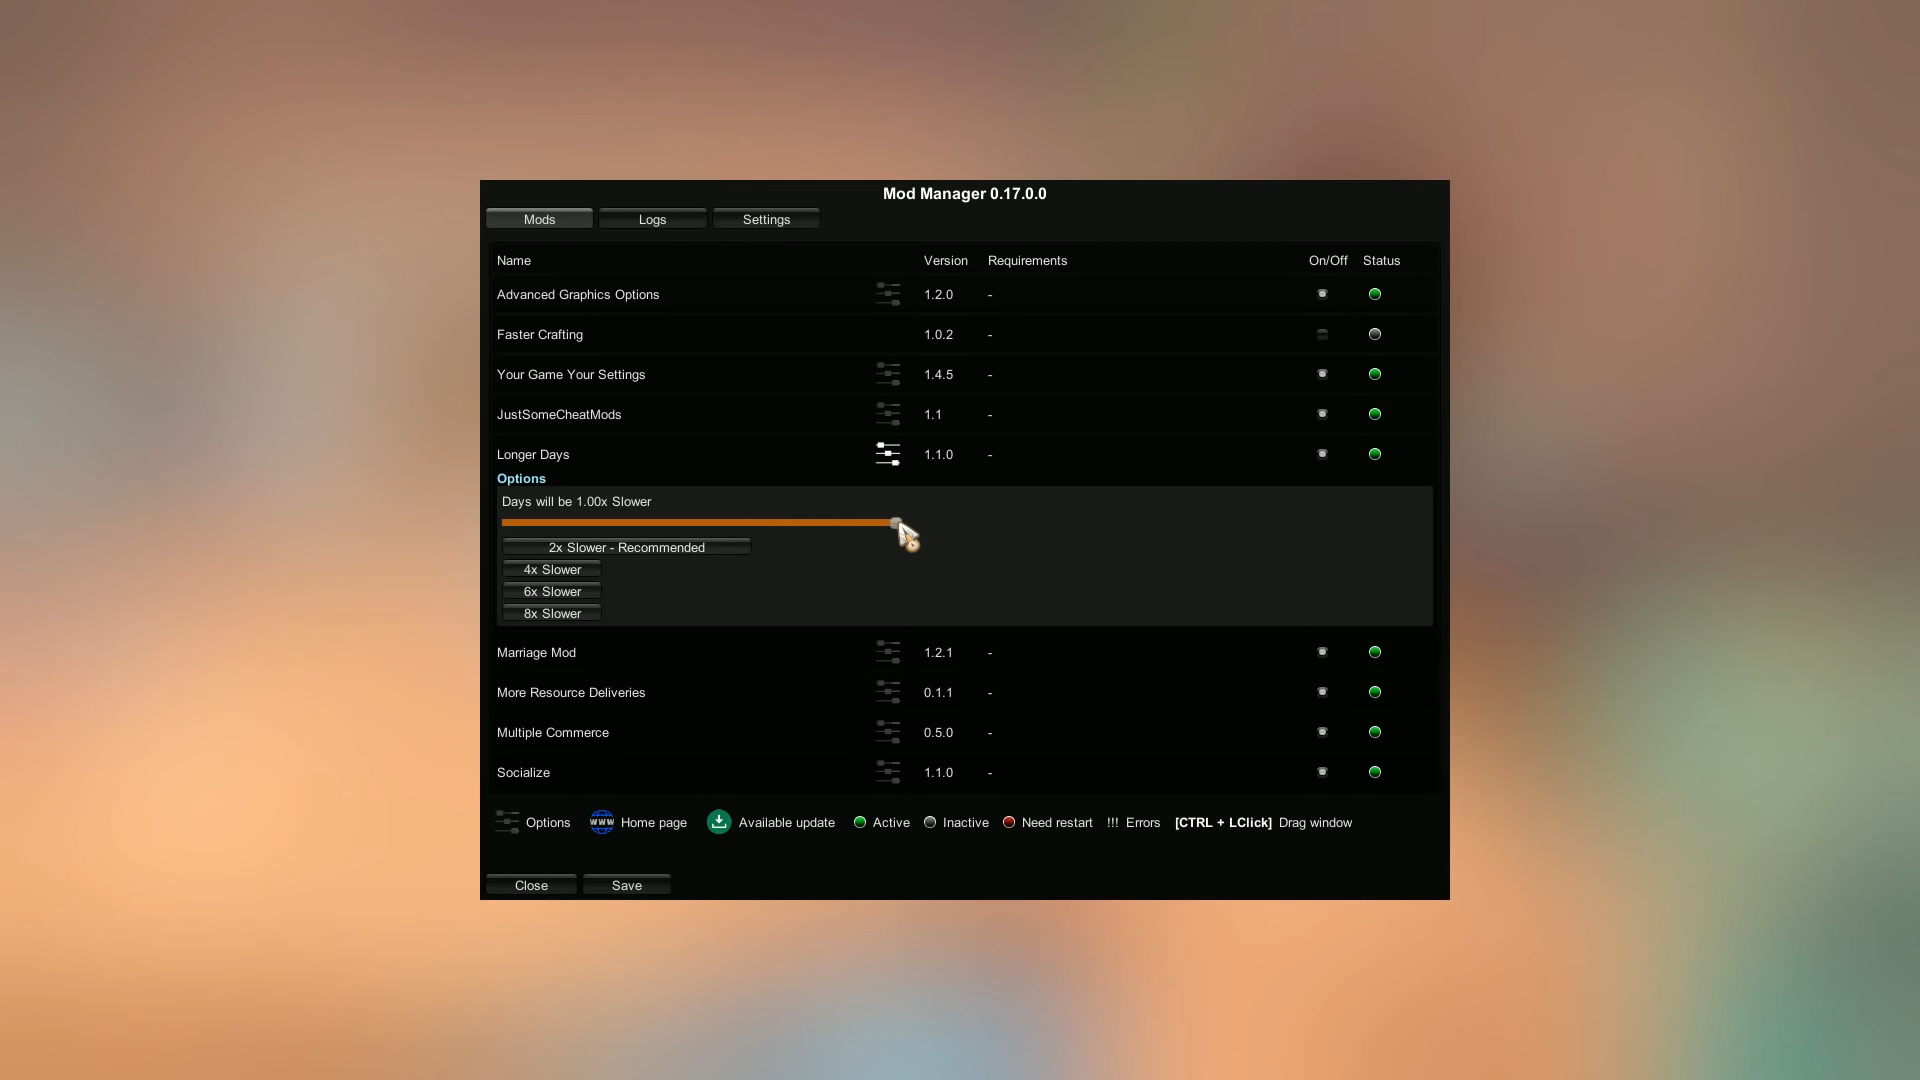 Mod Manager 0.17.0.0
Mods Logs Settings
Name Version Requirements On/Off Status
Advanced Graphics Options 1.2.0 -
Faster Crafting 1.0.2 -
Your Game Your Settings 1.4.5 -
JustSomeCheatMods 1.1 -
Longer Days 1.1.0 -
Options
Days will be 1.00x Slower
2x Slower - Recommended
4x Slower
6x Slower
8x Slower
Marriage Mod 1.2.1 -
More Resource Deliveries 0.1.1 -
Multiple Commerce 0.5.0 -
Socialize 1.1.0 -
Options WWW Home page Available update Active Inactive Need restart !!! Errors [CTRL + LClick] Drag window
Close Save